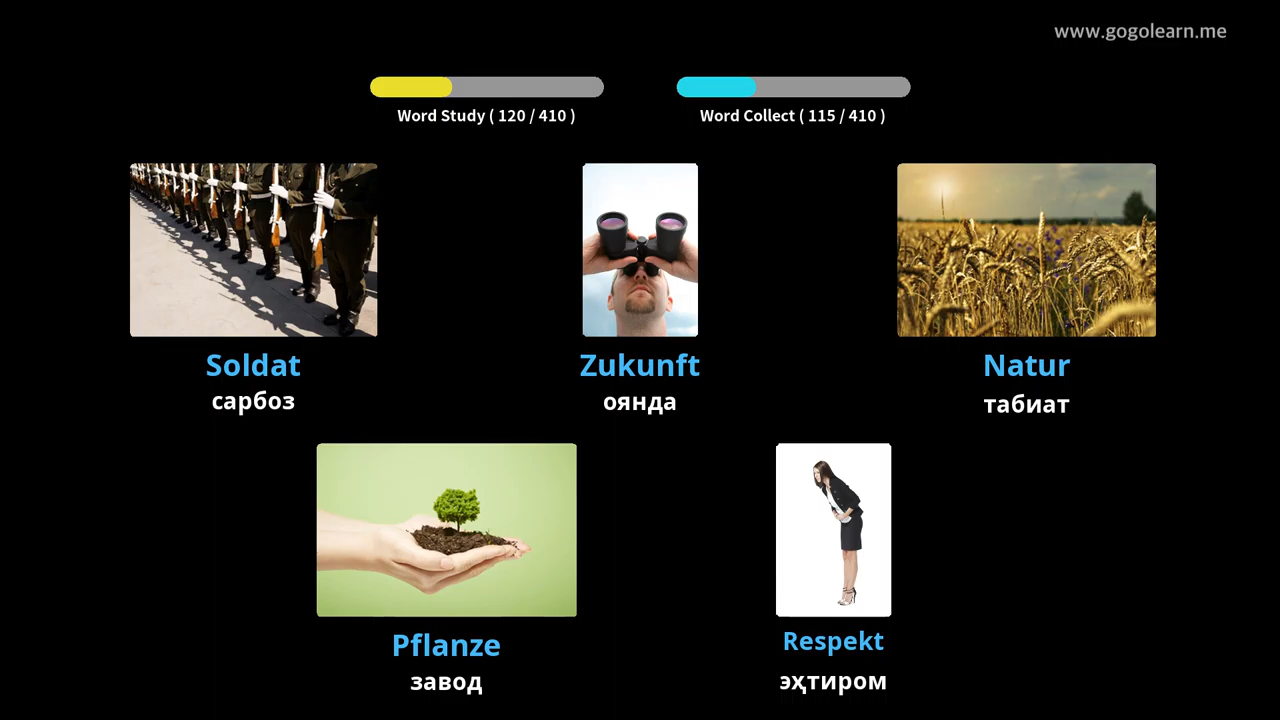 www.gogolearn.me
Word Study ( 120 / 410 )
Word Collect ( 115 / 410 )
Soldat
сарбоз
Zukunft
оянда
Natur
табиат
Pflanze
завод
Respekt
эҳтиром